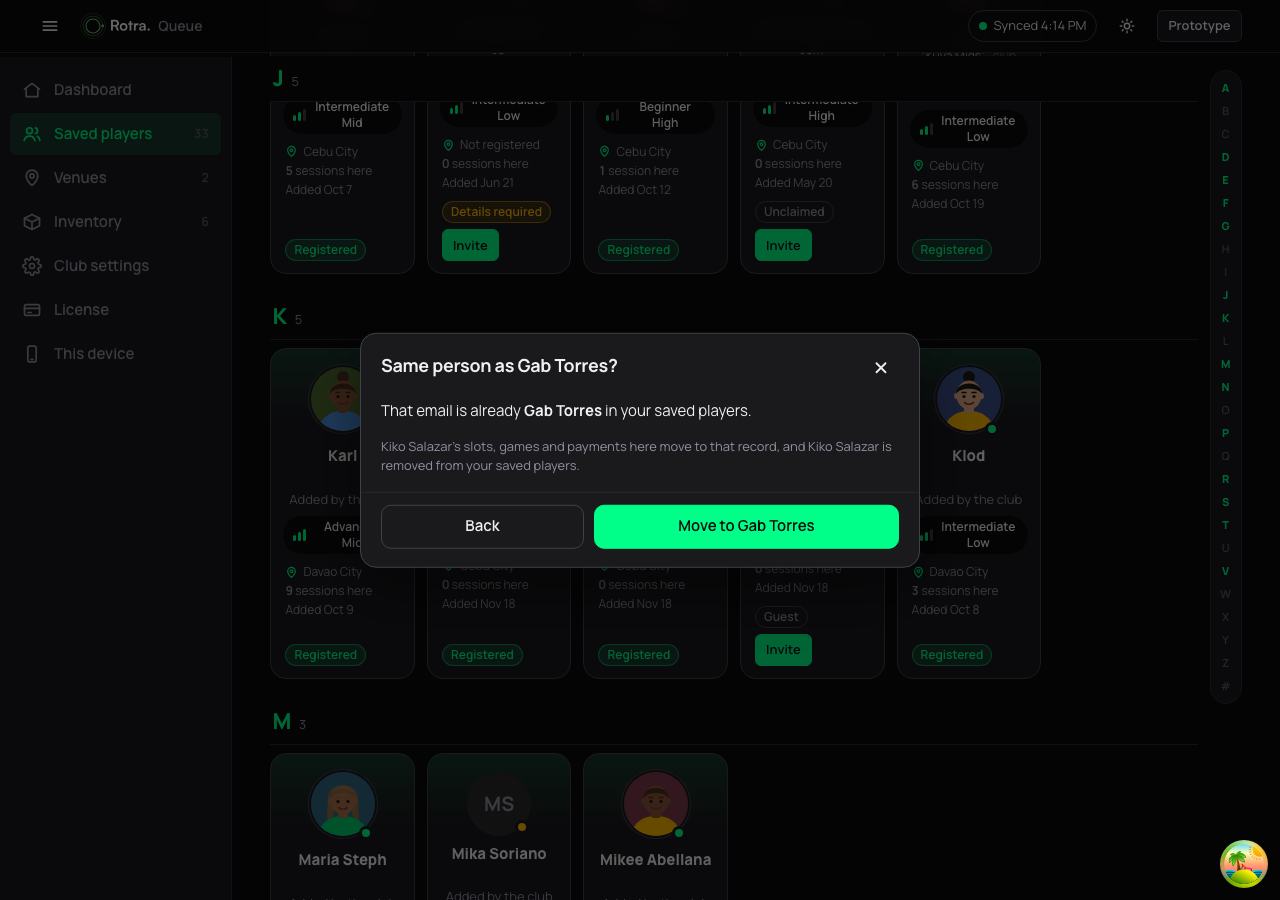 Rotra. Queue
Synced 4:14 PM
Prototype
Dashboard
Saved players 33
Venues 2
Inventory 6
Club settings
License
This device
J 5
Intermediate
Mid
Cebu City
5 sessions here
Added Oct 7
Registered
Intermediate
Low
Not registered
0 sessions here
Added Jun 21
Details required
Invite
Beginner
High
Cebu City
1 session here
Added Oct 12
Registered
Intermediate
High
Cebu City
0 sessions here
Added May 20
Unclaimed
Invite
Intermediate
Low
Cebu City
6 sessions here
Added Oct 19
Registered
K 5
Karl
Added by the
Davao City
9 sessions here
Added Oct 9
Registered
0 sessions here
Added Nov 18
Registered
0 sessions here
Added Nov 18
Registered
0 sessions here
Added Nov 18
Guest
Invite
Klod
Added by the club
Intermediate
Low
Davao City
3 sessions here
Added Oct 8
Registered
Same person as Gab Torres?
That email is already Gab Torres in your saved players.
Kiko Salazar's slots, games and payments here move to that record, and Kiko Salazar is
removed from your saved players.
Back
Move to Gab Torres
M 3
Maria Steph
MS
Mika Soriano
Added by the club
Mikee Abellana
A
B
C
D
E
F
G
H
I
J
K
L
M
N
O
P
Q
R
S
T
U
V
W
X
Y
Z
#